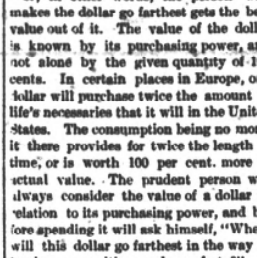 makes the dollar go farthest gets the be
value out of it. The value of the doll
is known by its purchasing power, a
not alone by the given quantity of 1
cents. In certain places in Europe, o
dollar will purchase twice the amount
life's necessaries that it will in the Unit
States. The consumption being no mo
it there provides for twice the length
time, or is worth 100 per cent. more
actual value. The prudent person w
always consider the value of a dollar
relation to its purchasing power, and b
fore spending it will ask himself, "Whe
will this dollar go farthest in the way